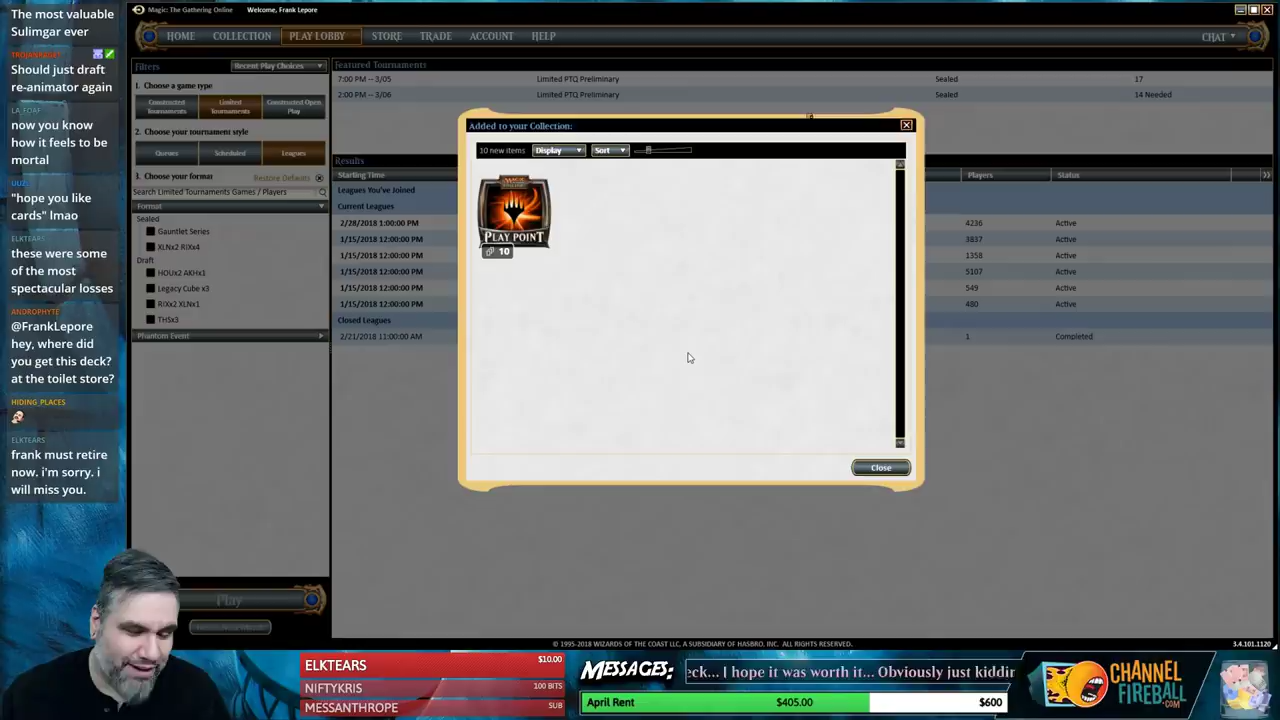 The most valuable
Sulimgar ever
Should just draft
re-animator again
LA_FOAF
now you know
how it feels to be
mortal
"hope you like
cards" lmao
ELKTEARS
these were some
of the most
spectacular losses
ANDROPHYTE
@FrankLepore
hey, where did
you get this deck?
at the toilet store?
HIDING_PLACES
ELKTEARS
frank must retire
now. i'm sorry. i
will miss you.
Magic: The Gathering Online Welcome, Frank Lepore
HOME COLLECTION PLAY LOBBY STORE TRADE ACCOUNT HELP CHAT
Filters Recent Play Choices
1. Choose a game type
Constructed Tournaments Limited Tournaments Constructed Open Play
2. Choose your tournament style
Queues Scheduled Leagues
3. Choose your format Restore Defaults
Search Limited Tournaments Games / Players
Format
Sealed
Gauntlet Series
XLNx2 RIXx4
Draft
HOUx2 AKHx1
Legacy Cube x3
RIXx2 XLNx1
THSx3
Phantom Event
Play
Featured Tournaments
7:00 PM -- 3/05 Limited PTQ Preliminary Sealed 17
2:00 PM -- 3/06 Limited PTQ Preliminary Sealed 14 Needed
Results
Starting Time Players Status
Leagues You've Joined
Current Leagues
2/28/2018 1:00:00 PM 4236 Active
1/15/2018 12:00:00 PM 3837 Active
1/15/2018 12:00:00 PM 1358 Active
1/15/2018 12:00:00 PM 5107 Active
1/15/2018 12:00:00 PM 549 Active
1/15/2018 12:00:00 PM 480 Active
Closed Leagues
2/21/2018 11:00:00 AM 1 Completed
Added to your Collection:
10 new items Display Sort
PLAY POINT
10
Close
© 1995-2018 WIZARDS OF THE COAST LLC, A SUBSIDIARY OF HASBRO, INC. ALL RIGHTS RESERVED. 3.4.101.1120
ELKTEARS $10.00
NIFTYKRIS 100 BITS
MESSANTHROPE SUB
MESSAGES: eck... I hope it was worth it... Obviously just kiddin
April Rent $405.00 $600
CHANNEL
FIREBALL
.COM